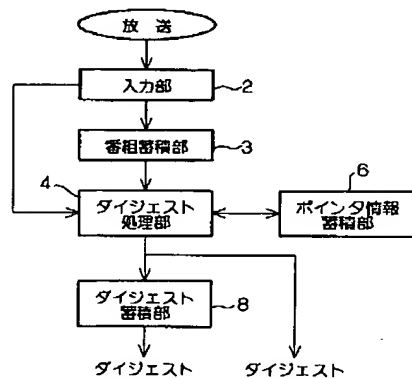 放 送
入力部
2
番組蓄積部
3
4
6
ダイジェスト
処理部
ポインタ情報
蓄積部
ダイジェスト
蓄積部
8
ダイジェスト
ダイジェスト